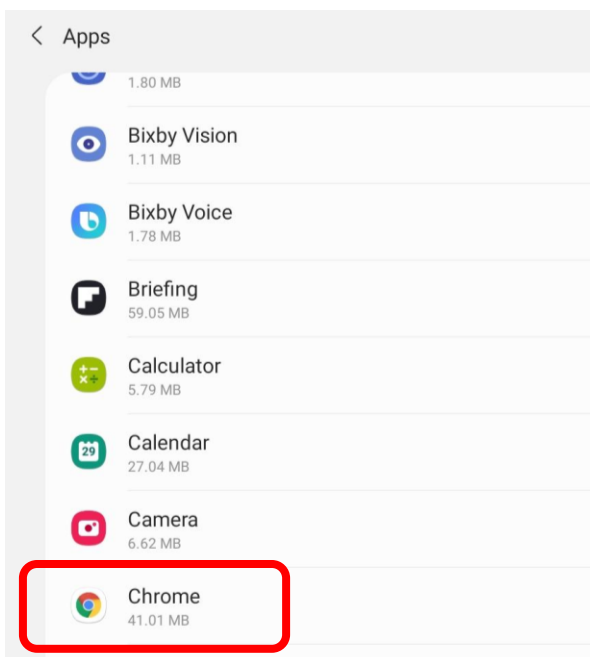 Apps
1.80 MB
Bixby Vision
1.11 MB
Bixby Voice
1.78 MB
Briefing
59.05 MB
Calculator
5.79 MB
Calendar
29
27.04 MB
Camera
6.62 MB
Chrome
41.01 MB